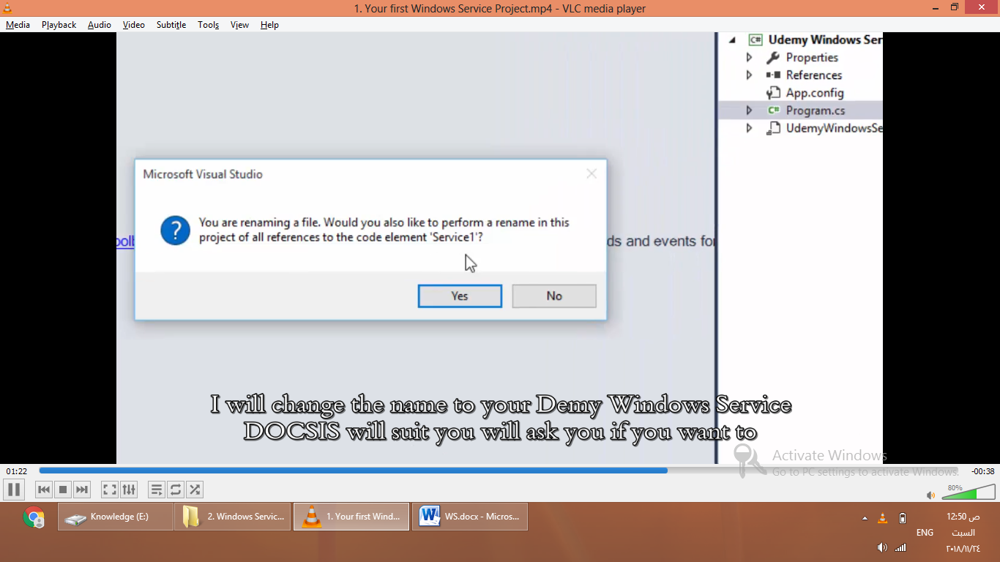 1. Your first Windows Service Project.mp4 - VLC media player
Media Playback Audio Video Subtitle Tools View Help
Udemy Windows Ser
Properties
References
App.config
C# Program.cs
UdemyWindowsSe
Microsoft Visual Studio
You are renaming a file. Would you also like to perform a rename in this
project of all references to the code element 'Service1'?
oolb
ds and events for
Yes No
I will change the name to your Demy Windows Service
DOCSIS will suit you will ask you if you want to
Activate Windows
Go to PC settings to activate Windows.
01:22
-00:38
80%
Knowledge (E:)
2. Windows Servic...
1. Your first Wind...
WS.docx - Micros...
ENG
12:50 ص
السبت
٢٠١٨/١١/٢٤